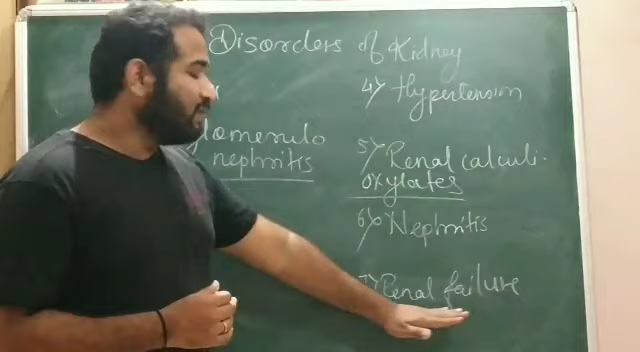 Disorders of Kidney
glomerulo
nephritis
4) Hypertension
5) Renal calculi.
oxylates
6) Nephritis
7) Renal failure